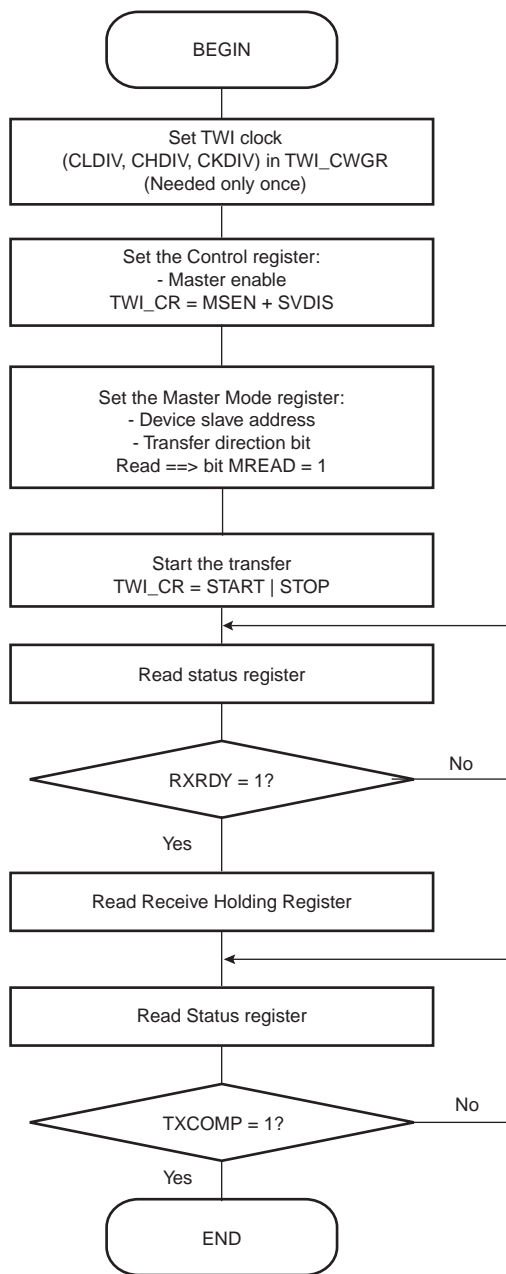 BEGIN
Set TWI clock
(CLDIV, CHDIV, CKDIV) in TWI_CWGR
(Needed only once)
Set the Control register:
- Master enable
TWI_CR = MSEN + SVDIS
Set the Master Mode register:
- Device slave address
- Transfer direction bit
Read ==> bit MREAD = 1
Start the transfer
TWI_CR = START | STOP
Read status register
RXRDY = 1?
No
Yes
Read Receive Holding Register
Read Status register
TXCOMP = 1?
No
Yes
END